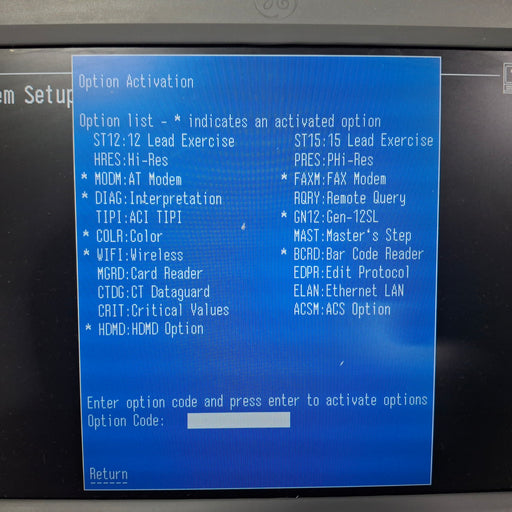 em Setup
Option Activation
Option list - * indicates an activated option
ST12:12 Lead Exercise ST15:15 Lead Exercise
HRES:Hi-Res PRES:PHi-Res
* MODM:AT Modem * FAXM:FAX Modem
* DIAG:Interpretation RQRY:Remote Query
TIPI:ACI TIPI * GN12:Gen-12SL
* COLR:Color MAST:Master's Step
* WIFI:Wireless * BCRD:Bar Code Reader
MGRD:Card Reader EDPR:Edit Protocol
CTDG:CT Dataguard ELAN:Ethernet LAN
CRIT:Critical Values ACSM:ACS Option
* HDMD:HDMD Option
Enter option code and press enter to activate options
Option Code:
Return